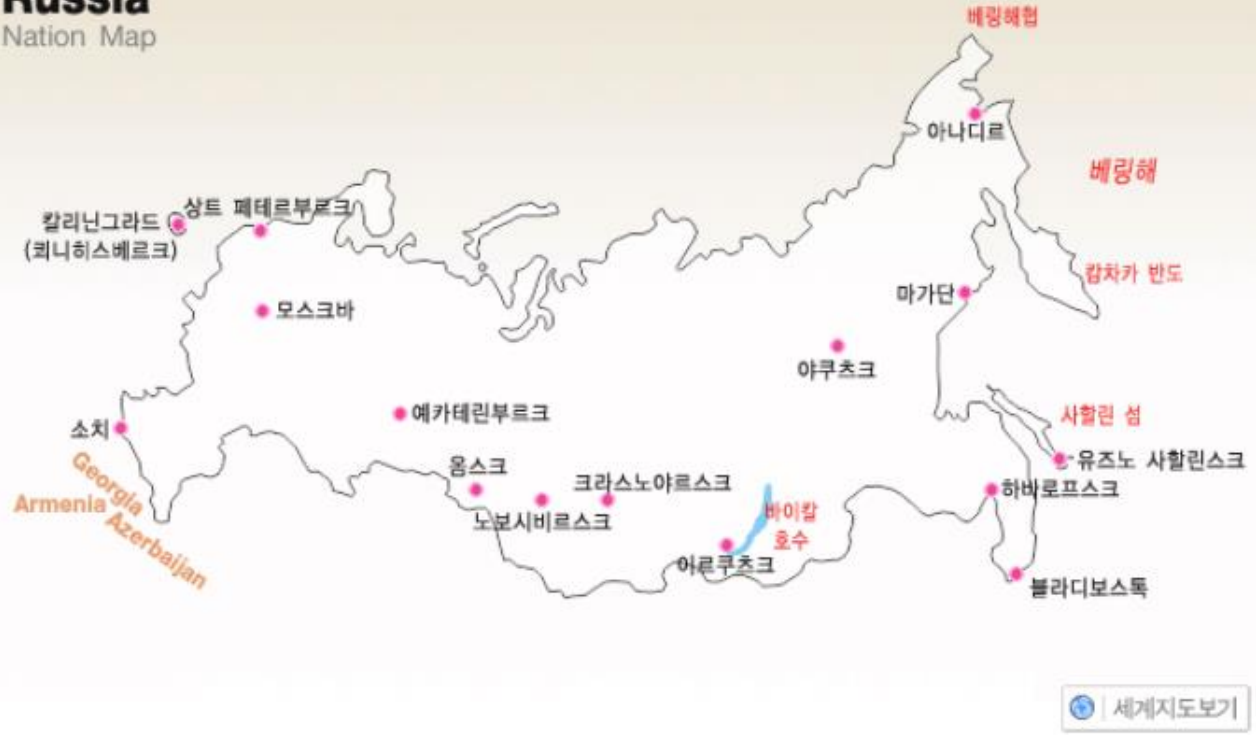 Russia
Nation Map
베링해협
아나디르
베링해
상트 페테르부르크
칼리닌그라드
(쾨니히스베르크)
캄차카 반도
마가단
모스크바
야쿠츠크
예카테린부르크
사할린 섬
소치
유즈노 사할린스크
옴스크
크라스노야르스크
하바로프스크
Georgia
Armenia
Azerbaijan
노보시비르스크
바이칼
호수
이르쿠츠크
블라디보스톡
세계지도보기